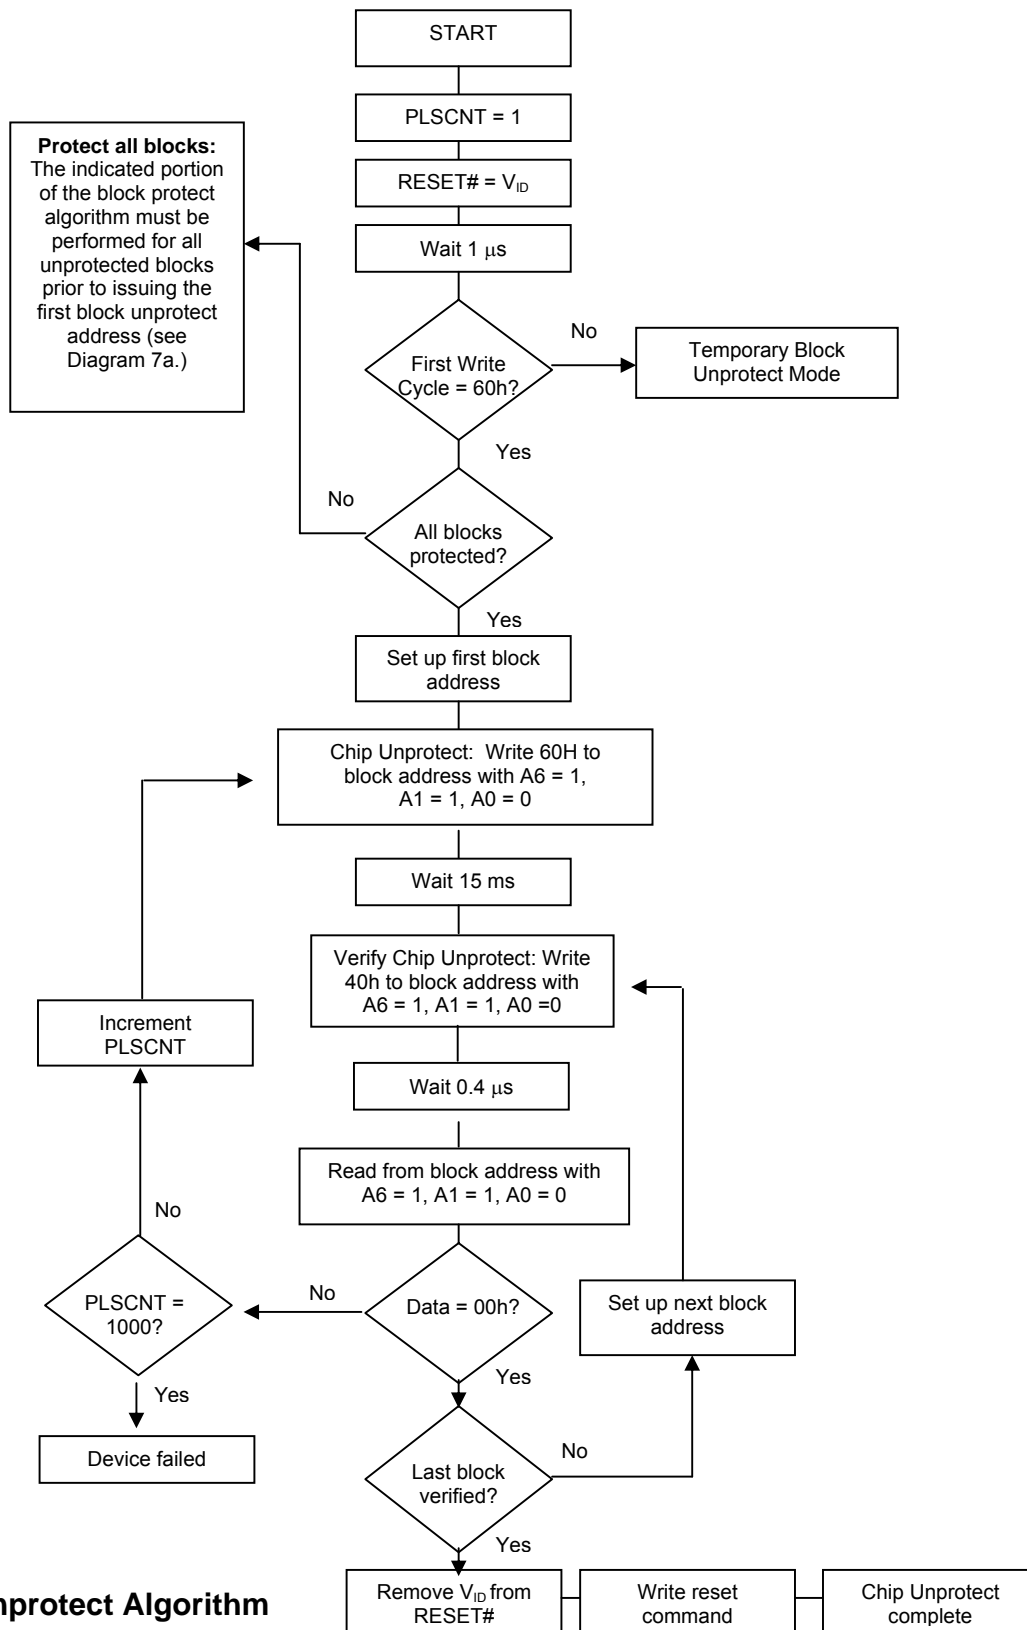 START
PLSCNT = 1
RESET# = VID
Wait 1 µs
Protect all blocks:
The indicated portion
of the block protect
algorithm must be
performed for all
unprotected blocks
prior to issuing the
first block unprotect
address (see
Diagram 7a.)
First Write
Cycle = 60h?
No
Temporary Block
Unprotect Mode
Yes
No
All blocks
protected?
Yes
Set up first block
address
Chip Unprotect: Write 60H to
block address with A6 = 1,
A1 = 1, A0 = 0
Wait 15 ms
Verify Chip Unprotect: Write
40h to block address with
A6 = 1, A1 = 1, A0 =0
Increment
PLSCNT
Wait 0.4 µs
Read from block address with
A6 = 1, A1 = 1, A0 = 0
No
PLSCNT =
1000?
No
Data = 00h?
Set up next block
address
Yes
Yes
Device failed
No
Last block
verified?
Yes
Remove VID from
RESET#
Write reset
command
Chip Unprotect
complete
nprotect Algorithm